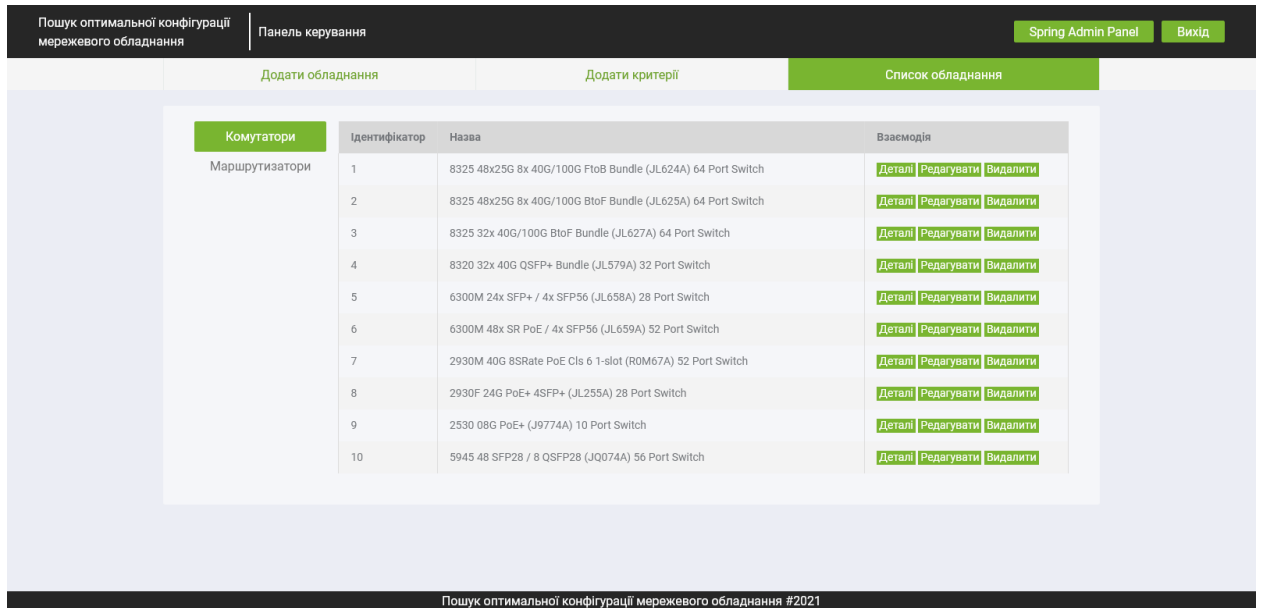 Пошук оптимальної конфігурації
мережевого обладнання
Панель керування
Spring Admin Panel
Вихід
Додати обладнання
Додати критерії
Список обладнання
Комутатори
Маршрутизатори
Ідентифікатор Назва Взаємодія
1 8325 48x25G 8x 40G/100G FtoB Bundle (JL624A) 64 Port Switch Деталі Редагувати Видалити
2 8325 48x25G 8x 40G/100G BtoF Bundle (JL625A) 64 Port Switch Деталі Редагувати Видалити
3 8325 32x 40G/100G BtoF Bundle (JL627A) 64 Port Switch Деталі Редагувати Видалити
4 8320 32x 40G QSFP+ Bundle (JL579A) 32 Port Switch Деталі Редагувати Видалити
5 6300M 24x SFP+ / 4x SFP56 (JL658A) 28 Port Switch Деталі Редагувати Видалити
6 6300M 48x SR PoE / 4x SFP56 (JL659A) 52 Port Switch Деталі Редагувати Видалити
7 2930M 40G 8SRate PoE Cls 6 1-slot (R0M67A) 52 Port Switch Деталі Редагувати Видалити
8 2930F 24G PoE+ 4SFP+ (JL255A) 28 Port Switch Деталі Редагувати Видалити
9 2530 08G PoE+ (J9774A) 10 Port Switch Деталі Редагувати Видалити
10 5945 48 SFP28 / 8 QSFP28 (JQ074A) 56 Port Switch Деталі Редагувати Видалити
Пошук оптимальної конфігурації мережевого обладнання #2021